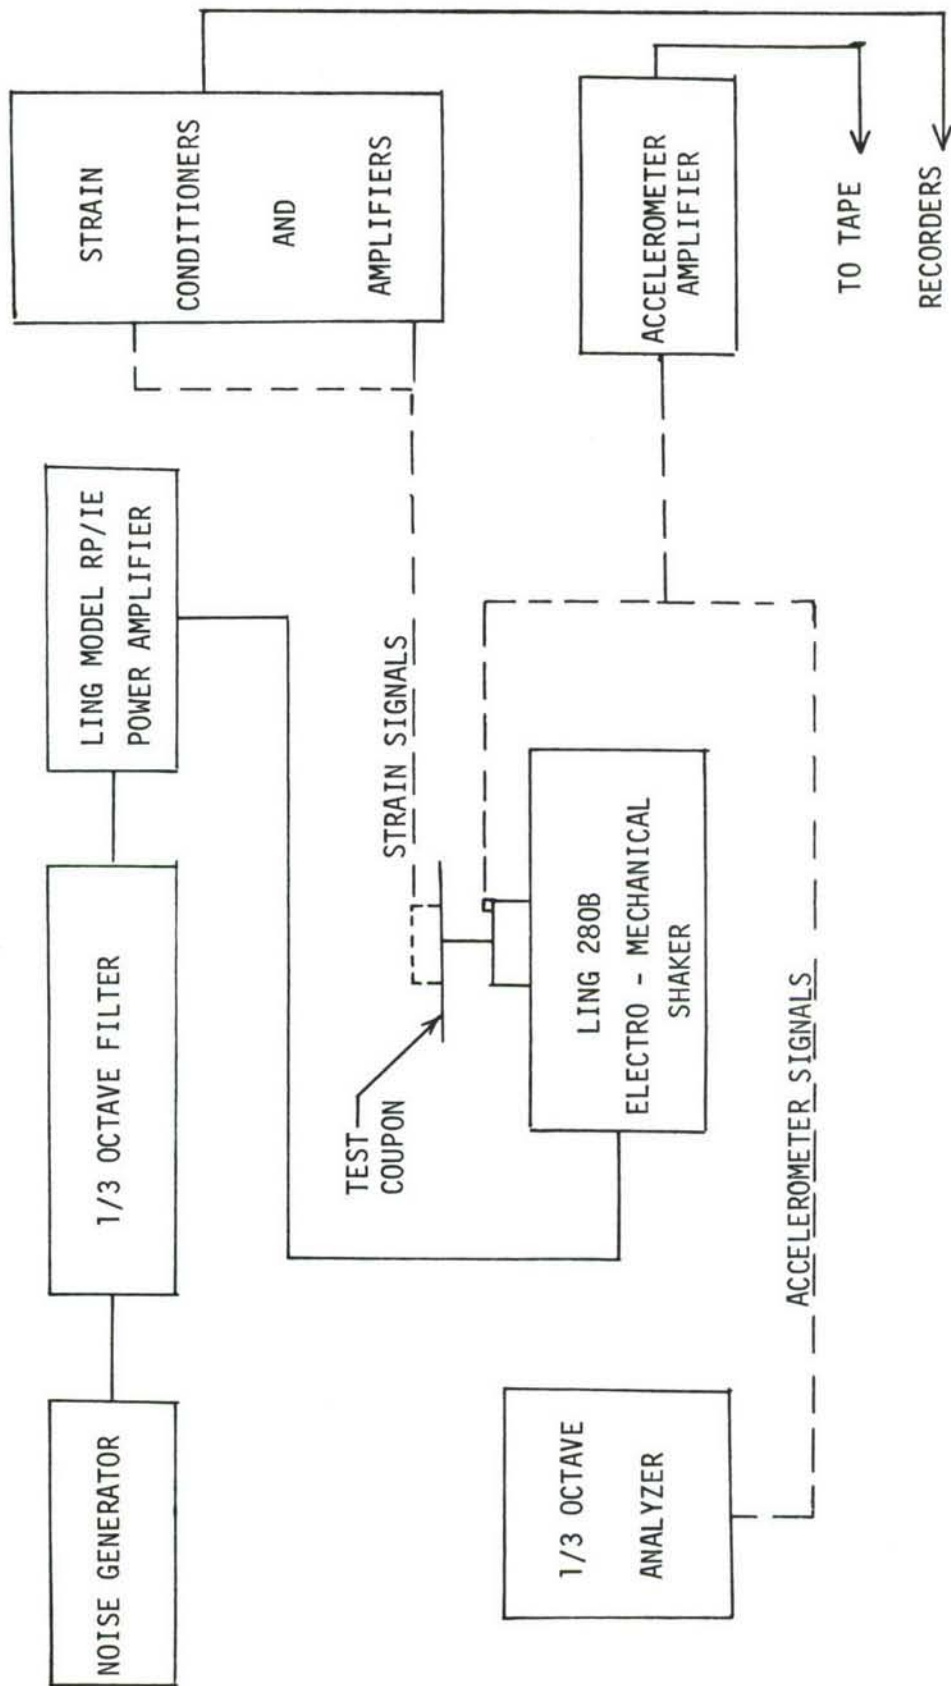 NOISE GENERATOR
1/3 OCTAVE FILTER
LING MODEL RP/IE
POWER AMPLIFIER
STRAIN
CONDITIONERS
AND
AMPLIFIERS
STRAIN SIGNALS
TEST
COUPON
LING 280B
ELECTRO - MECHANICAL
SHAKER
1/3 OCTAVE
ANALYZER
ACCELEROMETER SIGNALS
ACCELEROMETER
AMPLIFIER
TO TAPE
RECORDERS